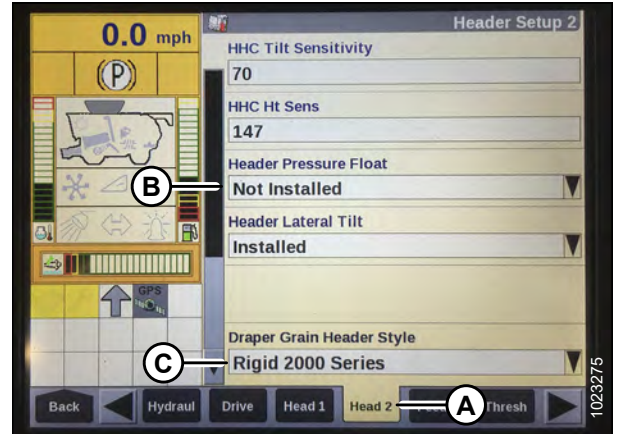 0.0 mph
(P)
GPS
Header Setup 2
HHC Tilt Sensitivity
70
HHC Ht Sens
147
Header Pressure Float
B
Not Installed
Header Lateral Tilt
Installed
Draper Grain Header Style
C
Rigid 2000 Series
Back
Hydraul
Drive
Head 1
Head 2
A
Thresh
1023275